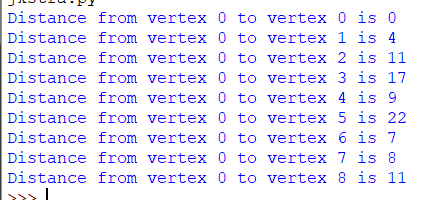 jkstra.py
Distance from vertex 0 to vertex 0 is 0
Distance from vertex 0 to vertex 1 is 4
Distance from vertex 0 to vertex 2 is 11
Distance from vertex 0 to vertex 3 is 17
Distance from vertex 0 to vertex 4 is 9
Distance from vertex 0 to vertex 5 is 22
Distance from vertex 0 to vertex 6 is 7
Distance from vertex 0 to vertex 7 is 8
Distance from vertex 0 to vertex 8 is 11
>>>